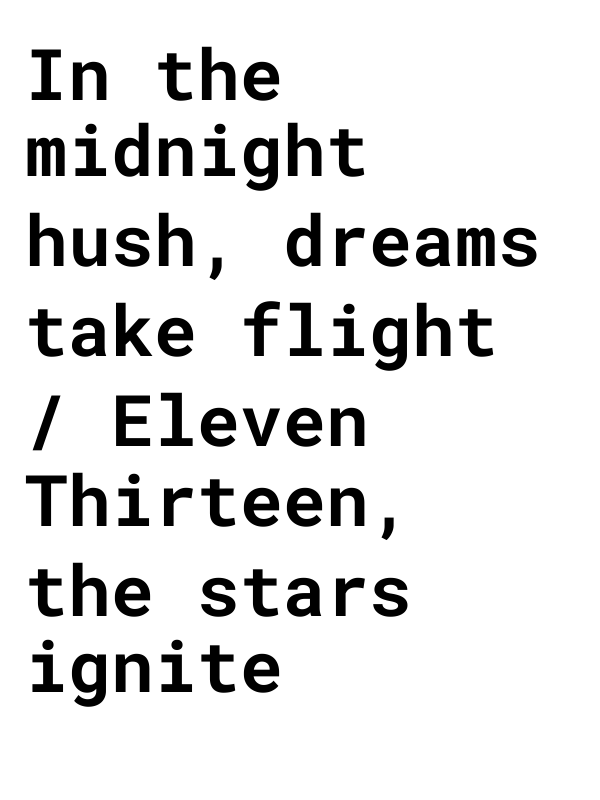 In the
midnight
hush, dreams
take flight
/ Eleven
Thirteen,
the stars
ignite